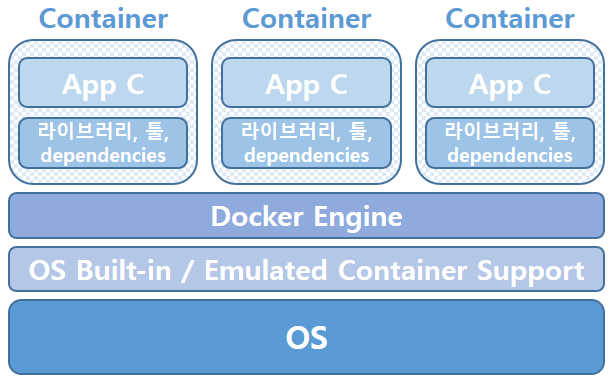 Container
Container
Container
App C
App C
App C
라이브러리, 툴,
dependencies
라이브러리, 툴,
dependencies
라이브러리, 툴,
dependencies
Docker Engine
OS Built-in / Emulated Container Support
OS